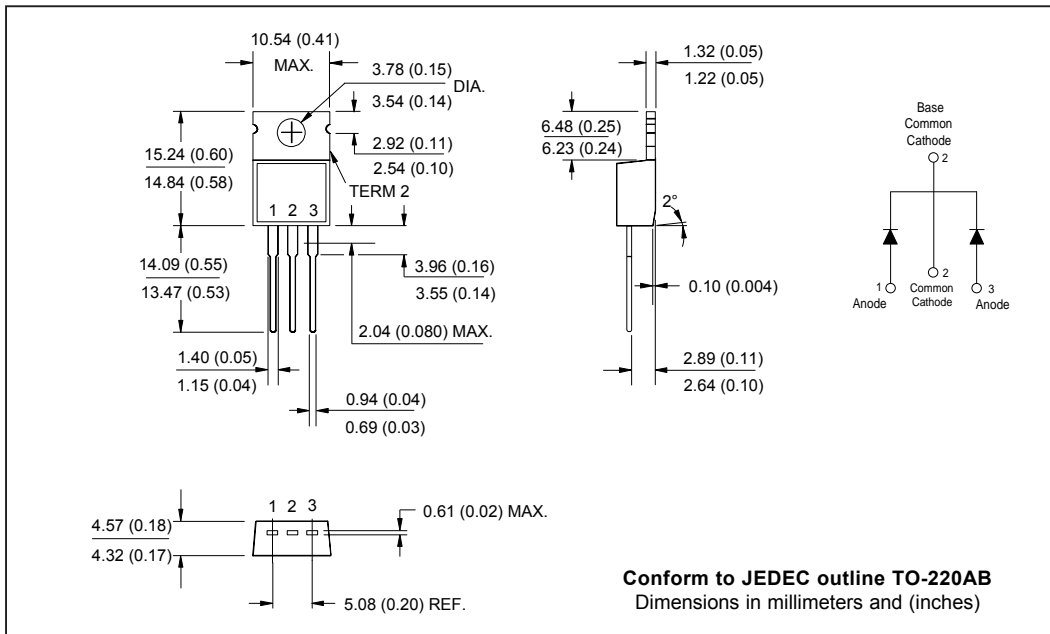 10.54 (0.41)
MAX.
3.78 (0.15)
DIA.
3.54 (0.14)
15.24 (0.60)
14.84 (0.58)
2.92 (0.11)
2.54 (0.10)
TERM 2
1 2 3
14.09 (0.55)
13.47 (0.53)
3.96 (0.16)
3.55 (0.14)
2.04 (0.080) MAX.
1.40 (0.05)
1.15 (0.04)
0.94 (0.04)
0.69 (0.03)
1.32 (0.05)
1.22 (0.05)
6.48 (0.25)
6.23 (0.24)
2°
0.10 (0.004)
2.89 (0.11)
2.64 (0.10)
Base
Common
Cathode
2
1
Anode
2
Common
Cathode
3
Anode
1 2 3
4.57 (0.18)
4.32 (0.17)
0.61 (0.02) MAX.
5.08 (0.20) REF.
Conform to JEDEC outline TO-220AB
Dimensions in millimeters and (inches)